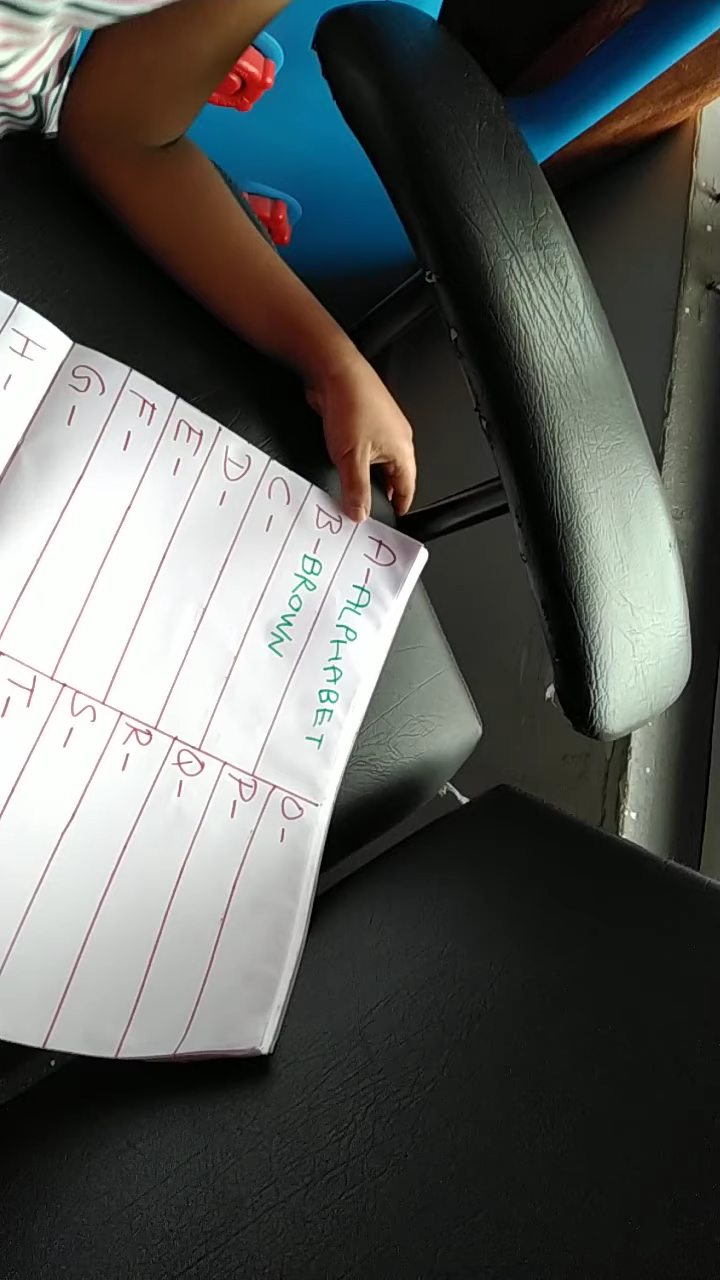 A-ALPHABET
B-BROWN
C-
D-
E-
F-
G-
H-
O-
P-
Q-
R-
S-
T-